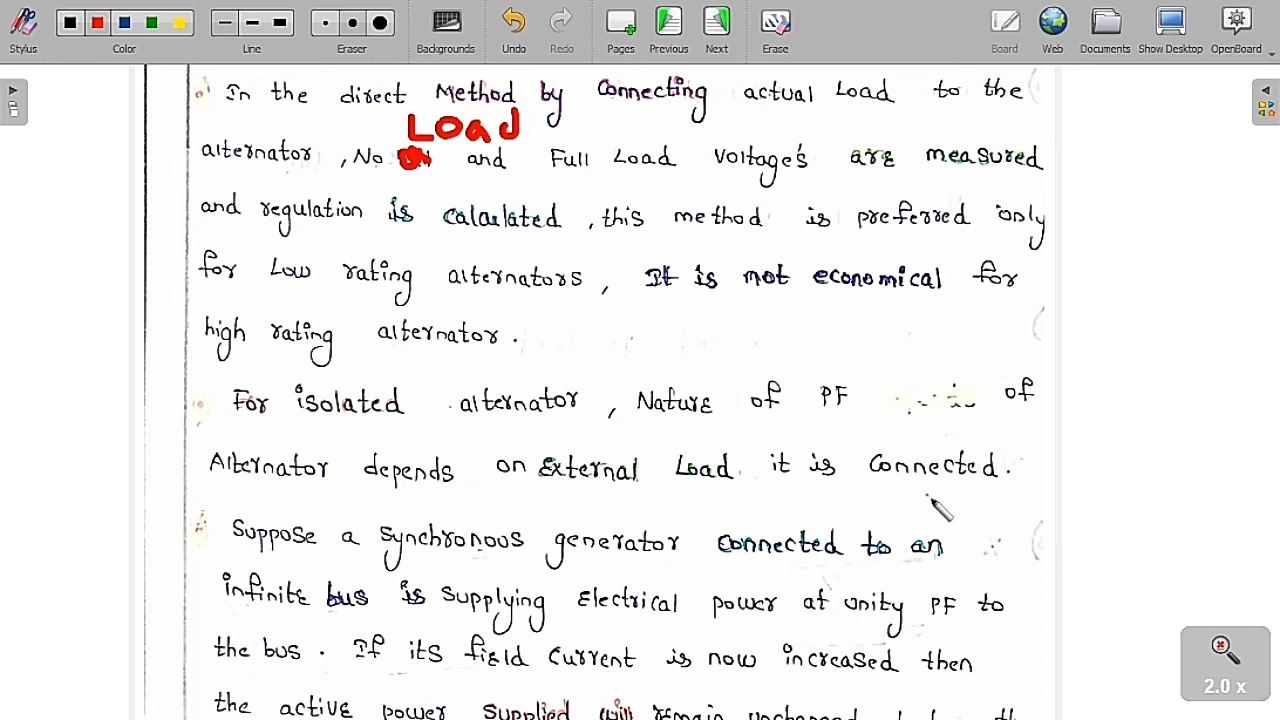 Stylus
Color
Line
Eraser
Backgrounds
Undo
Redo
Pages
Previous
Next
Erase
Board
Web
Documents
Show Desktop
OpenBoard
In the direct Method by Connecting actual Load to the
Load
alternator , No and Full Load Voltage's are measured
and regulation is calculated , this method is preferred only
for Low rating alternators , It is not economical for
high rating alternator .
For isolated alternator , Nature of PF of
Alternator depends on External Load it is Connected .
Suppose a Synchronous generator connected to an
infinite bus is Supplying Electrical power at unity PF to
the bus . If its field Current is now increased then
the active power Supplied will remain unchanged
2.0 x